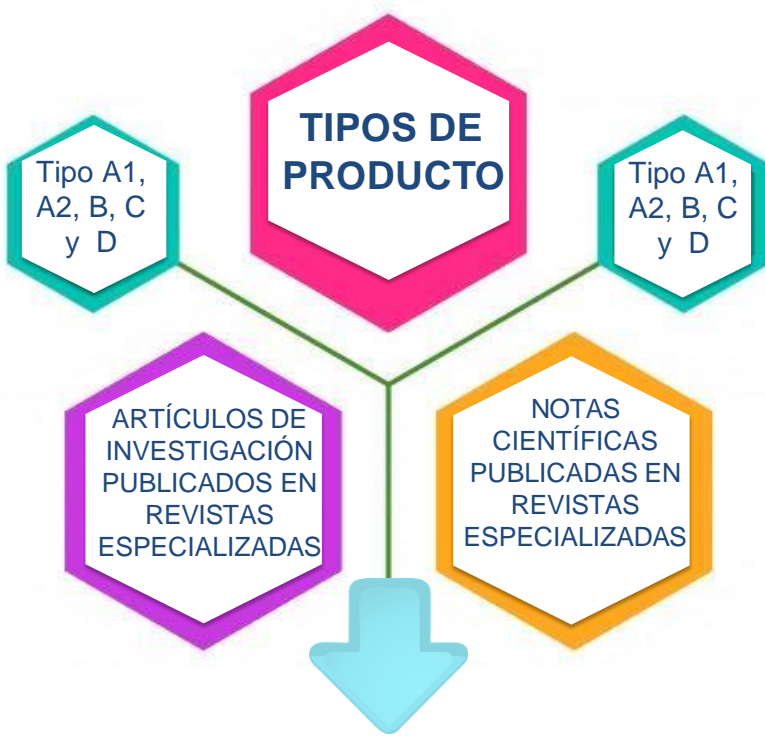 TIPOS DE
PRODUCTO
Tipo A1,
A2, B, C
y D
Tipo A1,
A2, B, C
y D
ARTÍCULOS DE
INVESTIGACIÓN
PUBLICADOS EN
REVISTAS
ESPECIALIZADAS
NOTAS
CIENTÍFICAS
PUBLICADAS EN
REVISTAS
ESPECIALIZADAS